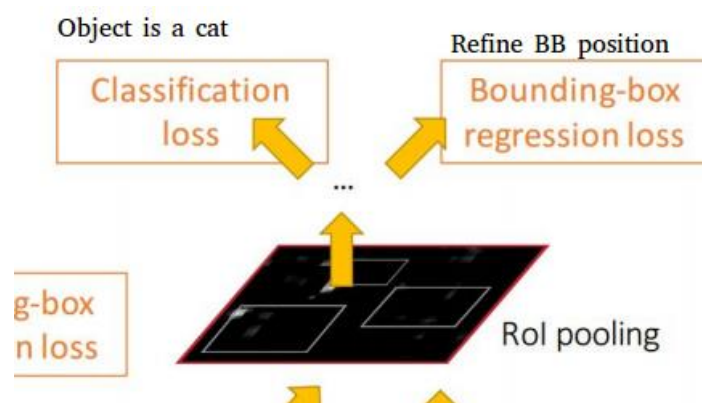 Object is a cat
Refine BB position
Classification
loss
Bounding-box
regression loss
...
g-box
n loss
RoI pooling